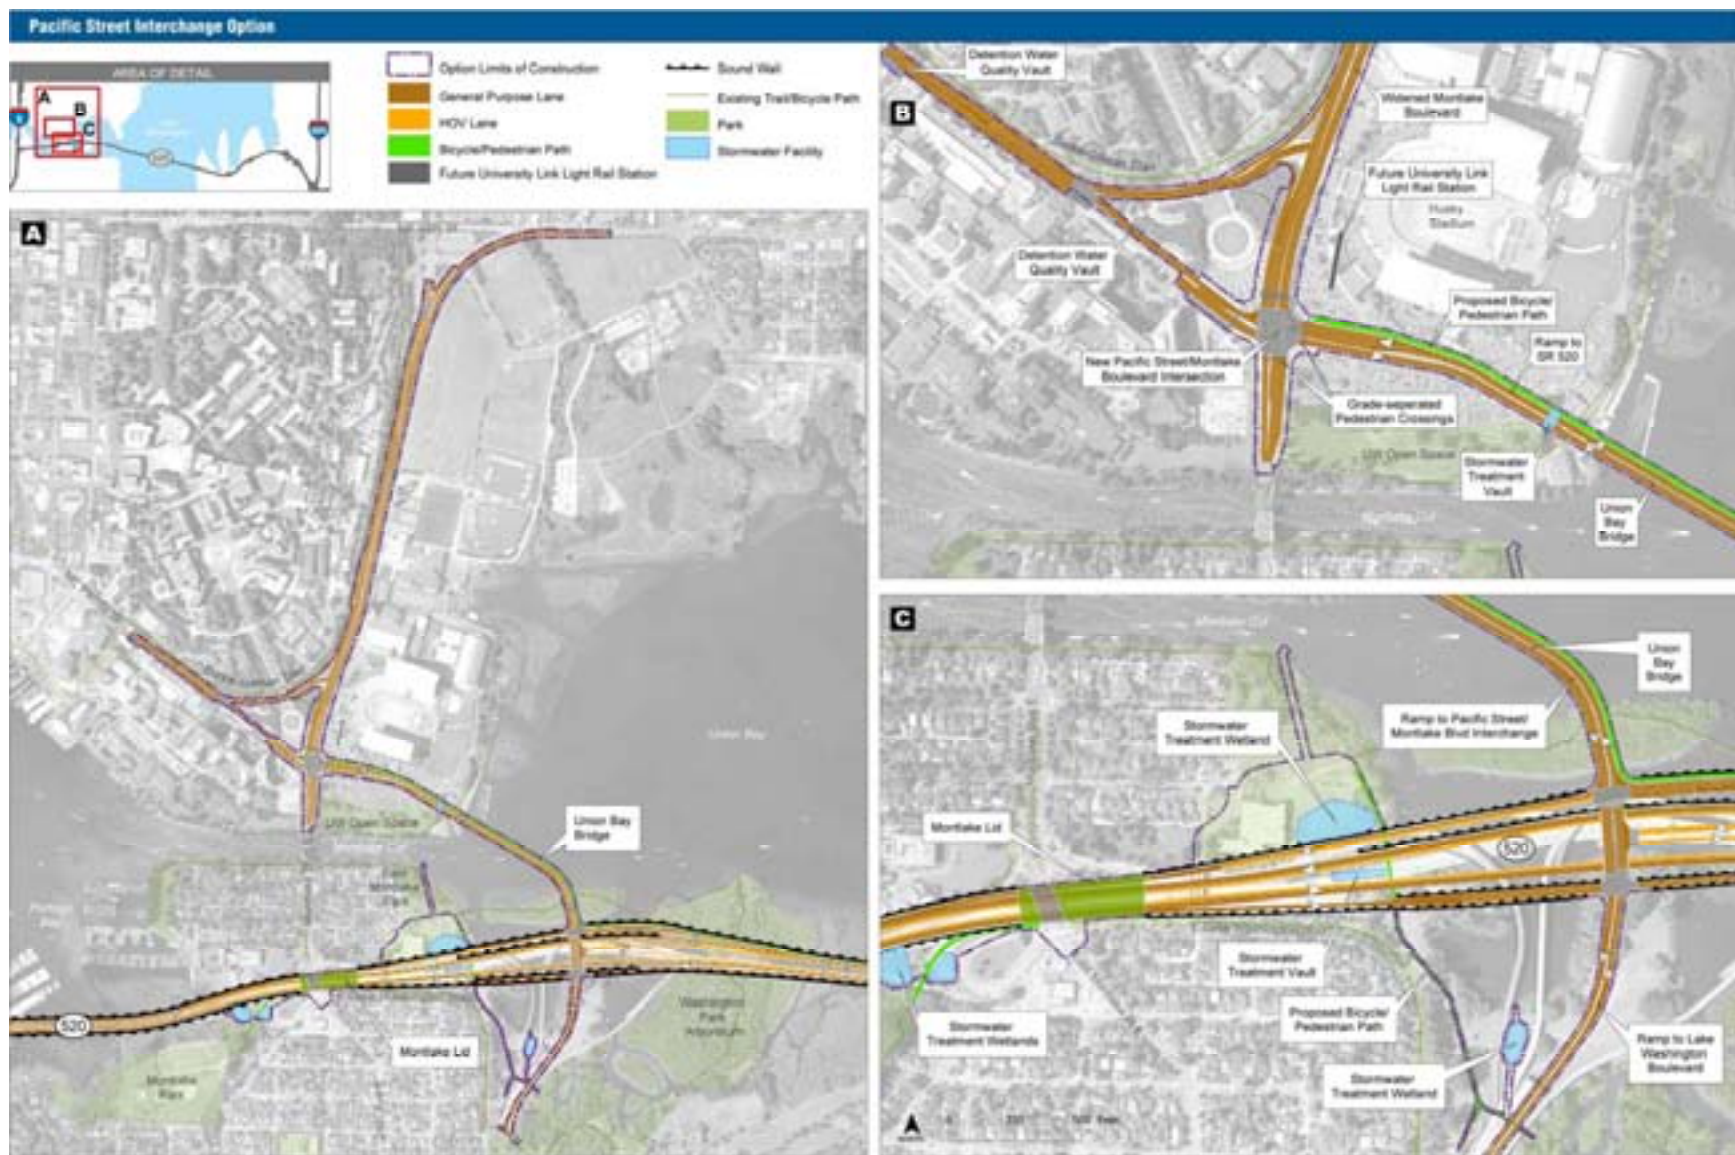 Pacific Street Interchange Option
AREA OF DETAIL
A
B
C
Option Limits of Construction
General Purpose Lane
HOV Lane
Bicycle/Pedestrian Path
Future University Link Light Rail Station
Sound Wall
Existing Trail/Bicycle Path
Park
Stormwater Facility
A
UW Open Space
Union Bay
Union Bay
Bridge
East
Montlake
Park
520
Montlake Lid
Washington
Park
Arboretum
Montlake
B
Detention Water
Quality Vault
Widened Montlake
Boulevard
Future University Link
Light Rail Station
Husky
Stadium
Detention Water
Quality Vault
Proposed Bicycle/
Pedestrian Path
Ramp to
SR 520
New Pacific Street/Montlake
Boulevard Intersection
Grade-seperated
Pedestrian Crossings
UW Open Space
Stormwater
Treatment
Vault
Union
Bay
Bridge
C
Union
Bay
Bridge
Stormwater
Treatment Wetland
Ramp to Pacific Street/
Montlake Blvd Interchange
Montlake Lid
520
Stormwater
Treatment Vault
Stormwater
Treatment Wetlands
Proposed Bicycle/
Pedestrian Path
Ramp to Lake
Washington
Boulevard
Stormwater
Treatment Wetland